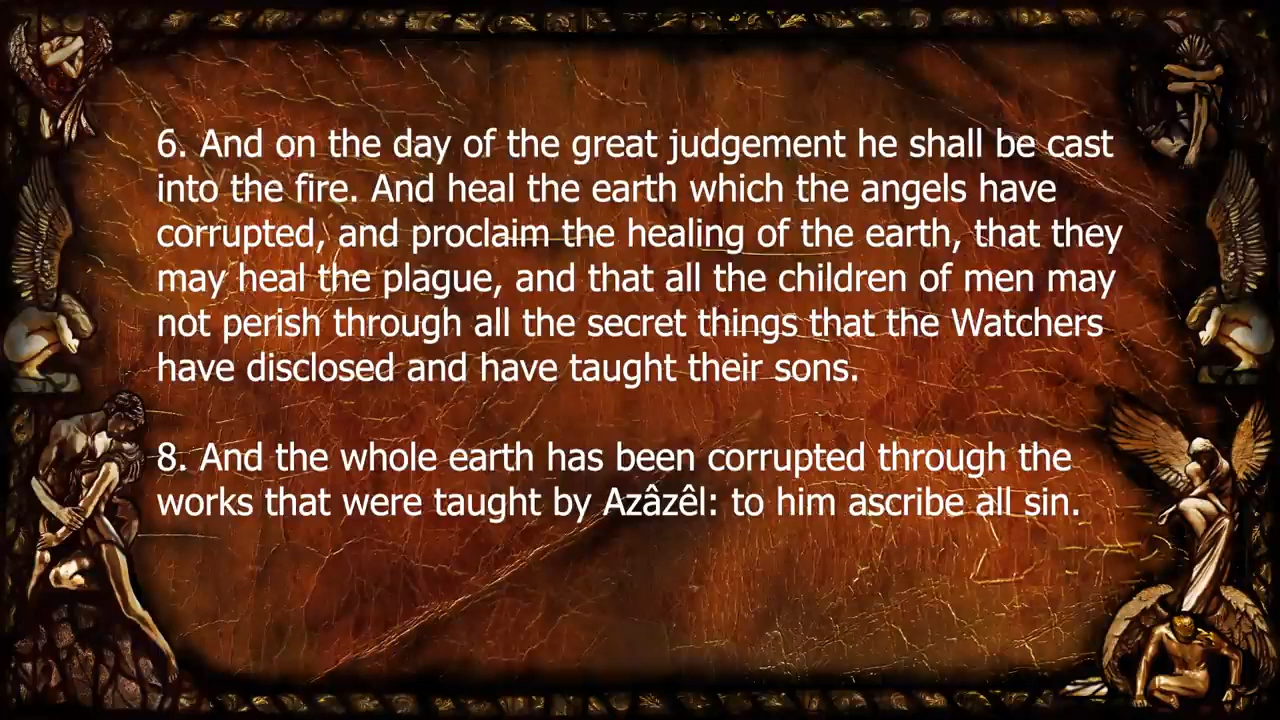 6. And on the day of the great judgement he shall be cast
into the fire. And heal the earth which the angels have
corrupted, and proclaim the healing of the earth, that they
may heal the plague, and that all the children of men may
not perish through all the secret things that the Watchers
have disclosed and have taught their sons.
8. And the whole earth has been corrupted through the
works that were taught by Azâzêl: to him ascribe all sin.